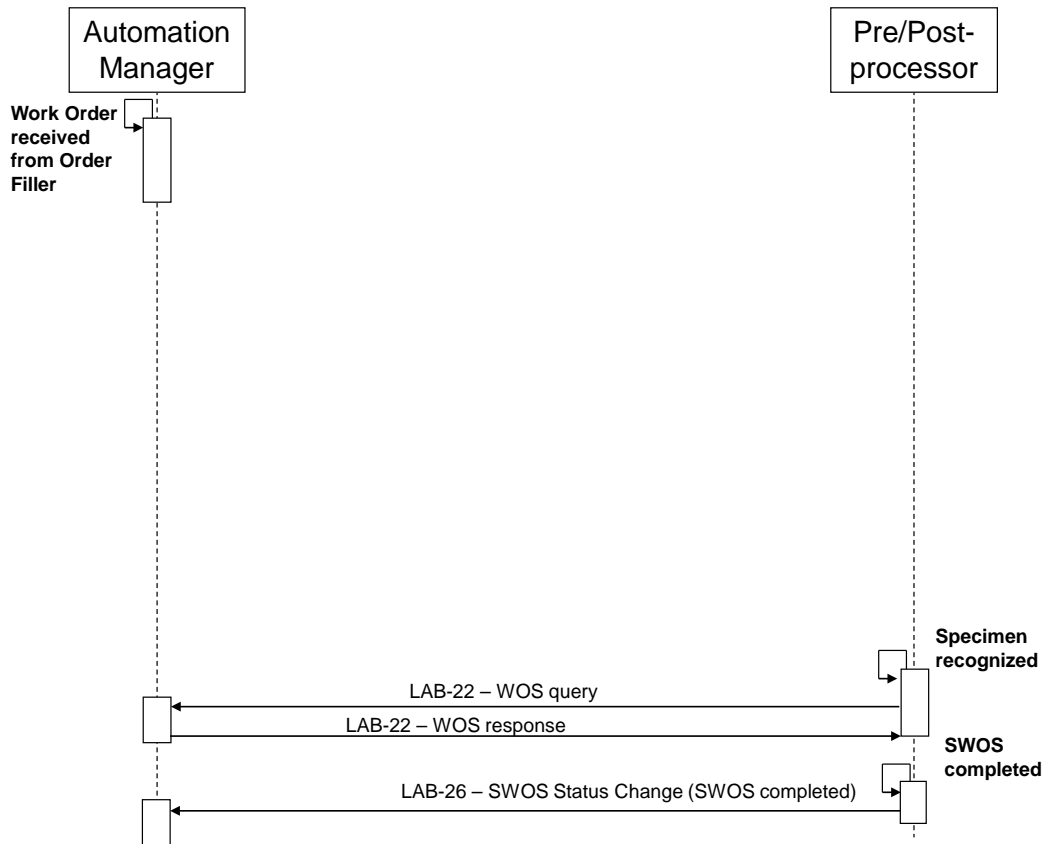 Automation
Manager
Pre/Post-
processor
Work Order
received
from Order
Filler
Specimen
recognized
LAB-22 – WOS query
LAB-22 – WOS response
SWOS
completed
LAB-26 – SWOS Status Change (SWOS completed)